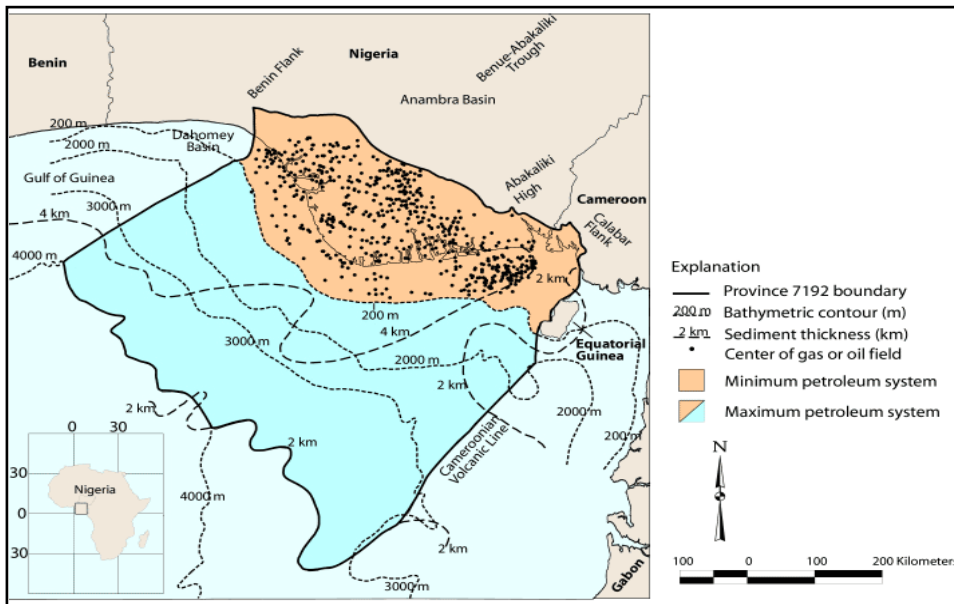 Benin
Nigeria
Benin Flank
Benue-Abakaliki
Trough
Anambra Basin
200 m
2000 m
Dahomey
Basin
Gulf of Guinea
Abakaliki
High
Cameroon
Calabar
Flank
3000 m
4 km
4000 m
2 km
200 m
4 km
3000 m
2000 m
Equatorial
Guinea
2 km
2 km
2000 m
200 m
2 km
Cameroonian
Volcanic Line
4000 m
2 km
3000 m
Gabon
0 30
30
Nigeria
0
30
Explanation
Province 7192 boundary
200 m Bathymetric contour (m)
2 km Sediment thickness (km)
Center of gas or oil field
Minimum petroleum system
Maximum petroleum system
N
100 0 100 200 Kilometers